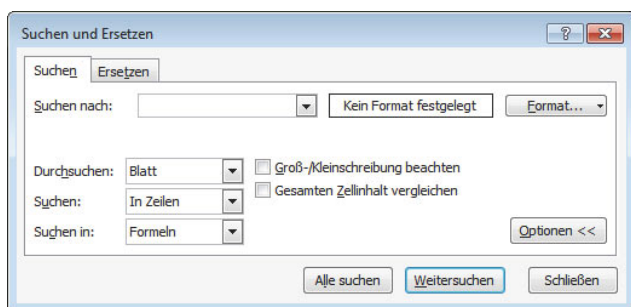 Suchen und Ersetzen
Suchen Ersetzen
Suchen nach: Kein Format festgelegt Format...
Durchsuchen: Blatt Groß-/Kleinschreibung beachten
Gesamten Zellinhalt vergleichen
Suchen: In Zeilen
Suchen in: Formeln Optionen <<
Alle suchen Weitersuchen Schließen